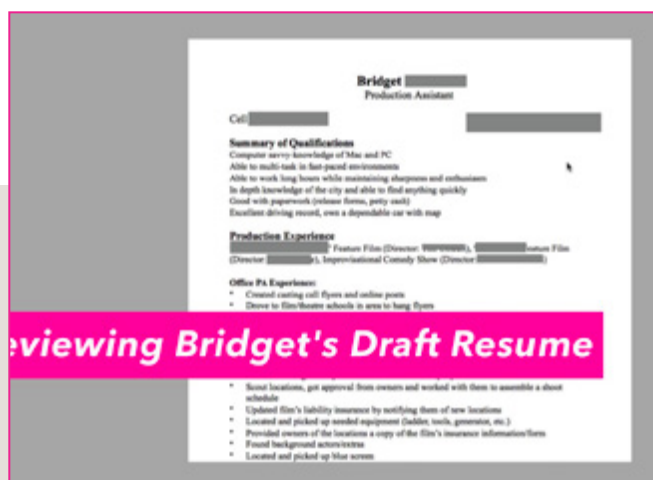 Bridget
Production Assistant
Cell
Summary of Qualifications
Computer savvy-knowledge of Mac and PC
Able to multi-task in fast-paced environments
Able to work long hours while maintaining sharpness and enthusiasm
In depth knowledge of the city and able to find anything quickly
Good with paperwork (release forms, petty cash)
Excellent driving record, own a dependable car with map
Production Experience
Feature Film (Director: Feature Film
(Director: ), Improvisational Comedy Show (Director: )
Office PA Experience:
* Created casting call flyers and online posts
* Drove to film/theatre schools in area to hang flyers
eviewing Bridget's Draft Resume
* Scout locations, got approval from owners and worked with them to assemble a shoot
schedule
* Updated film's liability insurance by notifying them of new locations
* Located and picked up needed equipment (ladder, tools, generator, etc.)
* Provided owners of the locations a copy of the film's insurance information/form
* Found background actors/extras
* Located and picked up blue screen